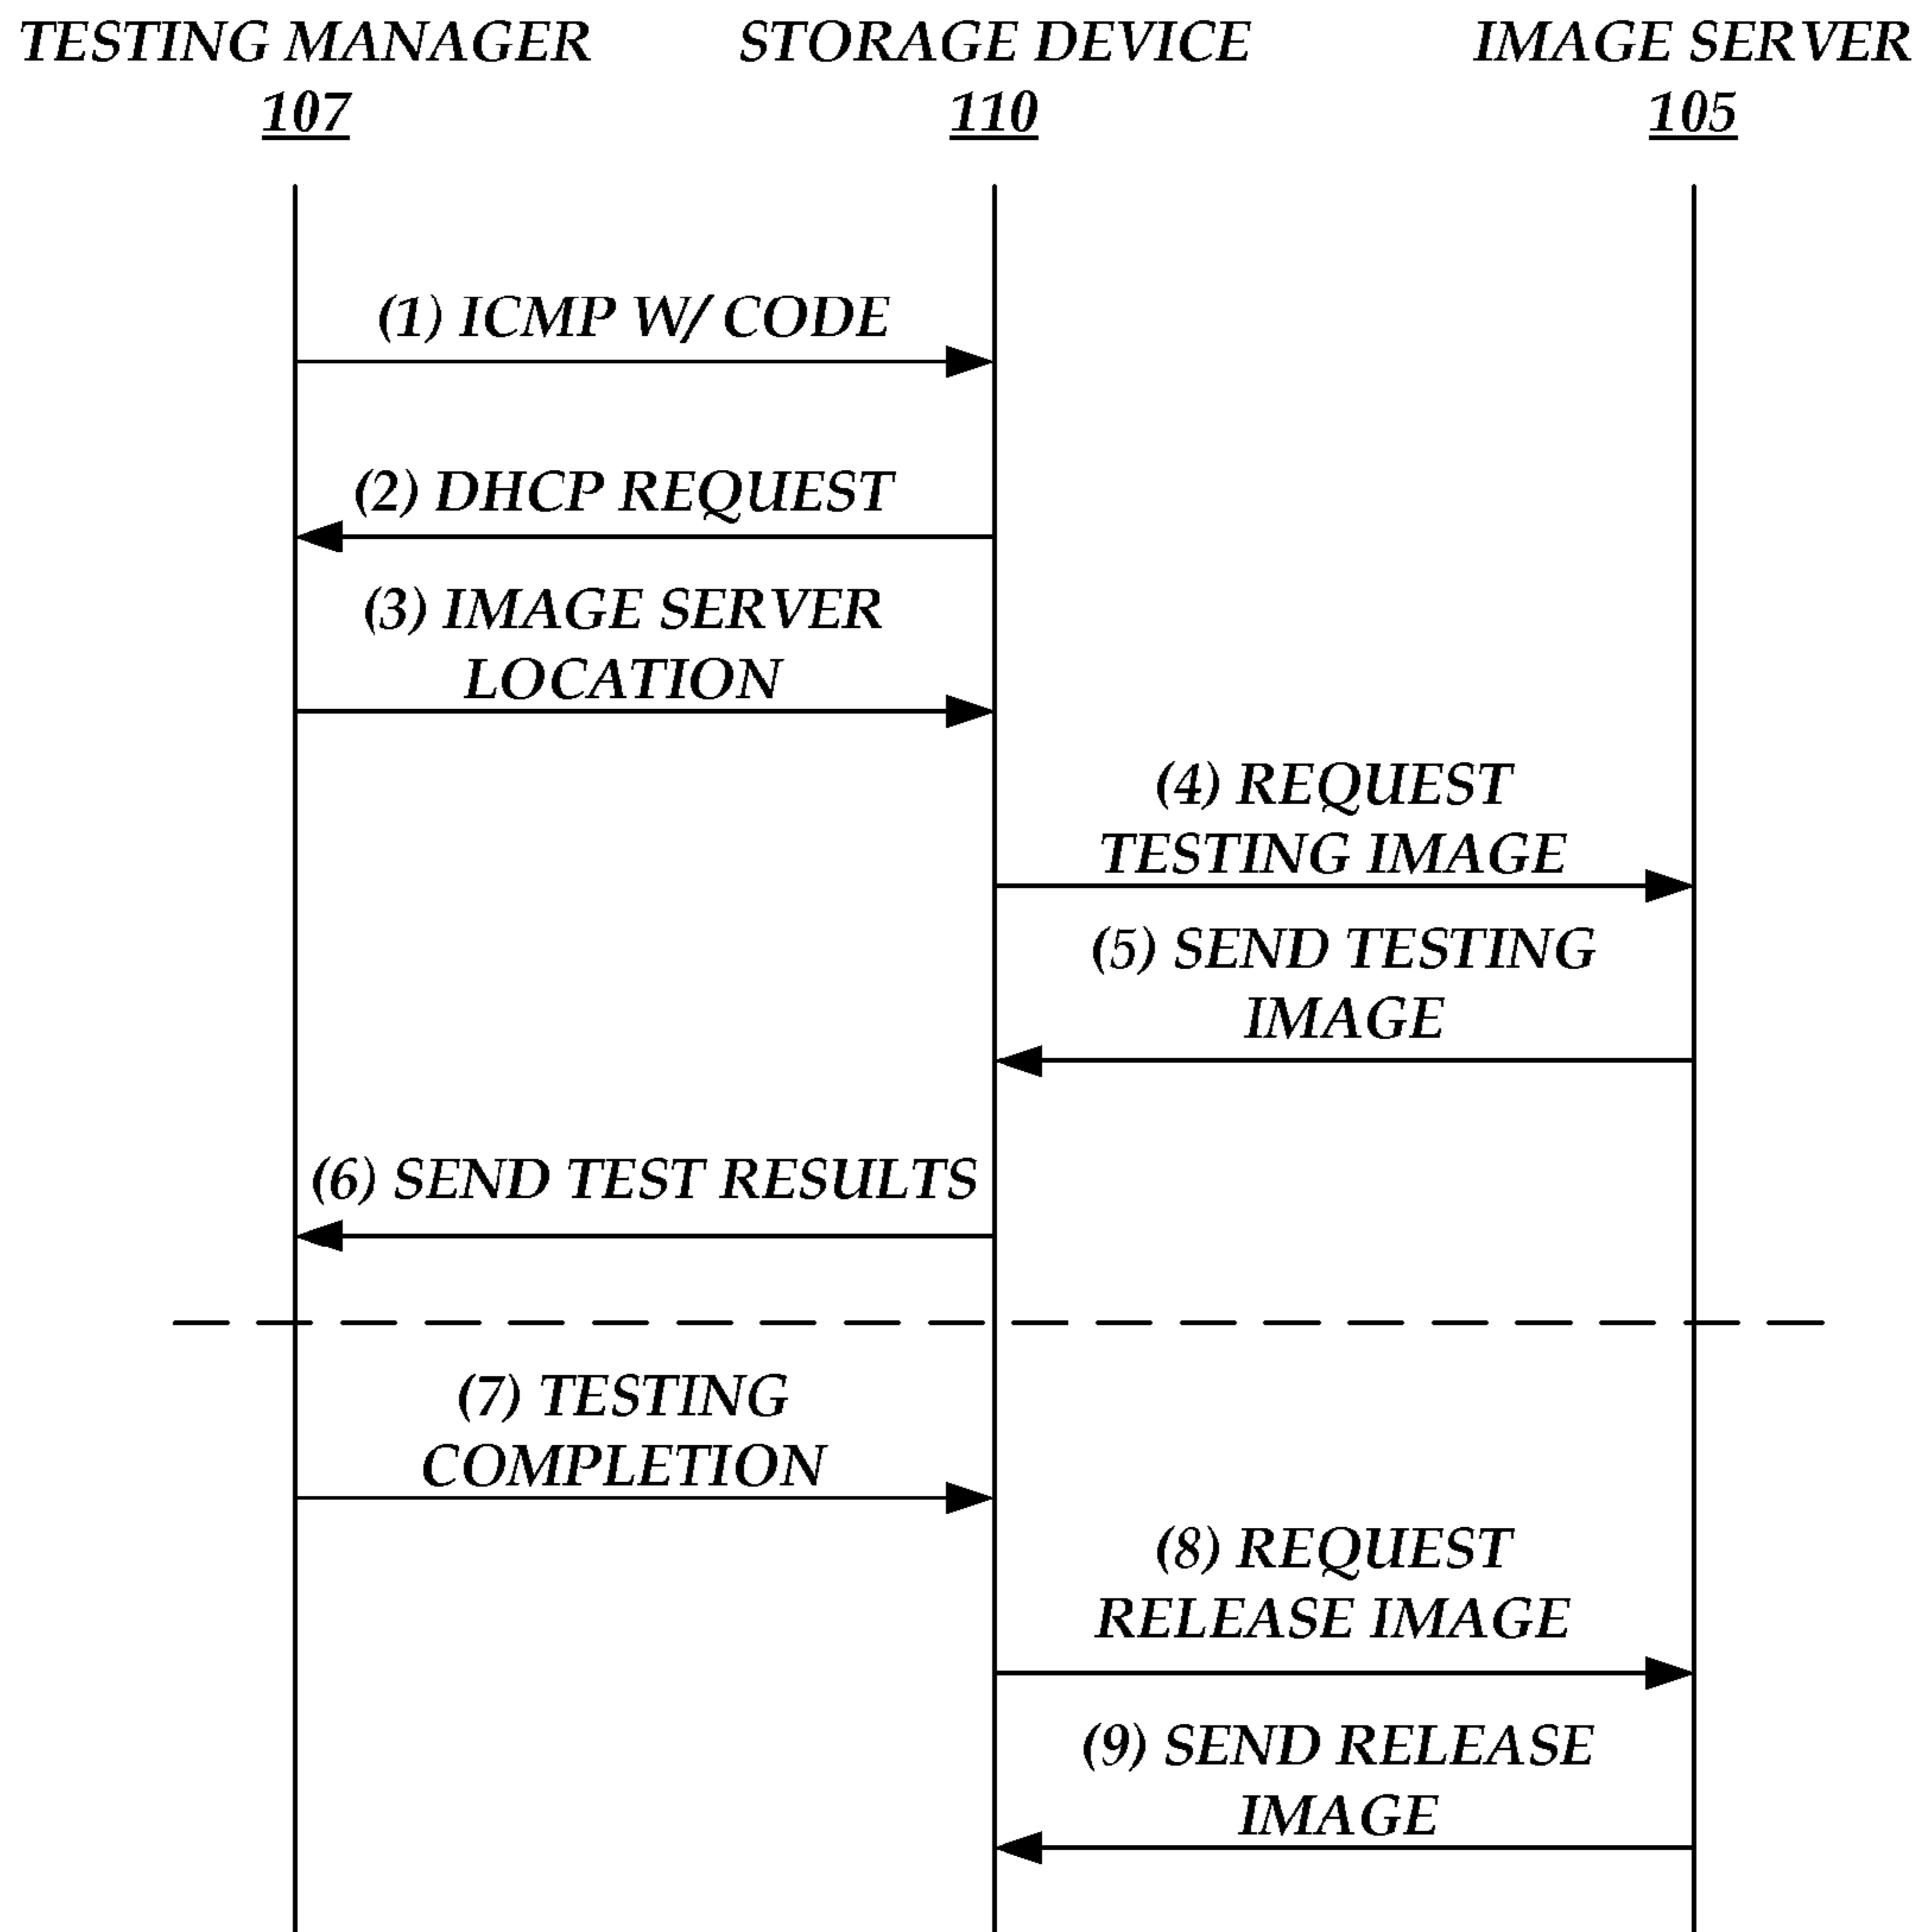 TESTING MANAGER
107
STORAGE DEVICE
110
IMAGE SERVER
105
(1) ICMP W/ CODE
(2) DHCP REQUEST
(3) IMAGE SERVER
LOCATION
(4) REQUEST
TESTING IMAGE
(5) SEND TESTING
IMAGE
(6) SEND TEST RESULTS
(7) TESTING
COMPLETION
(8) REQUEST
RELEASE IMAGE
(9) SEND RELEASE
IMAGE